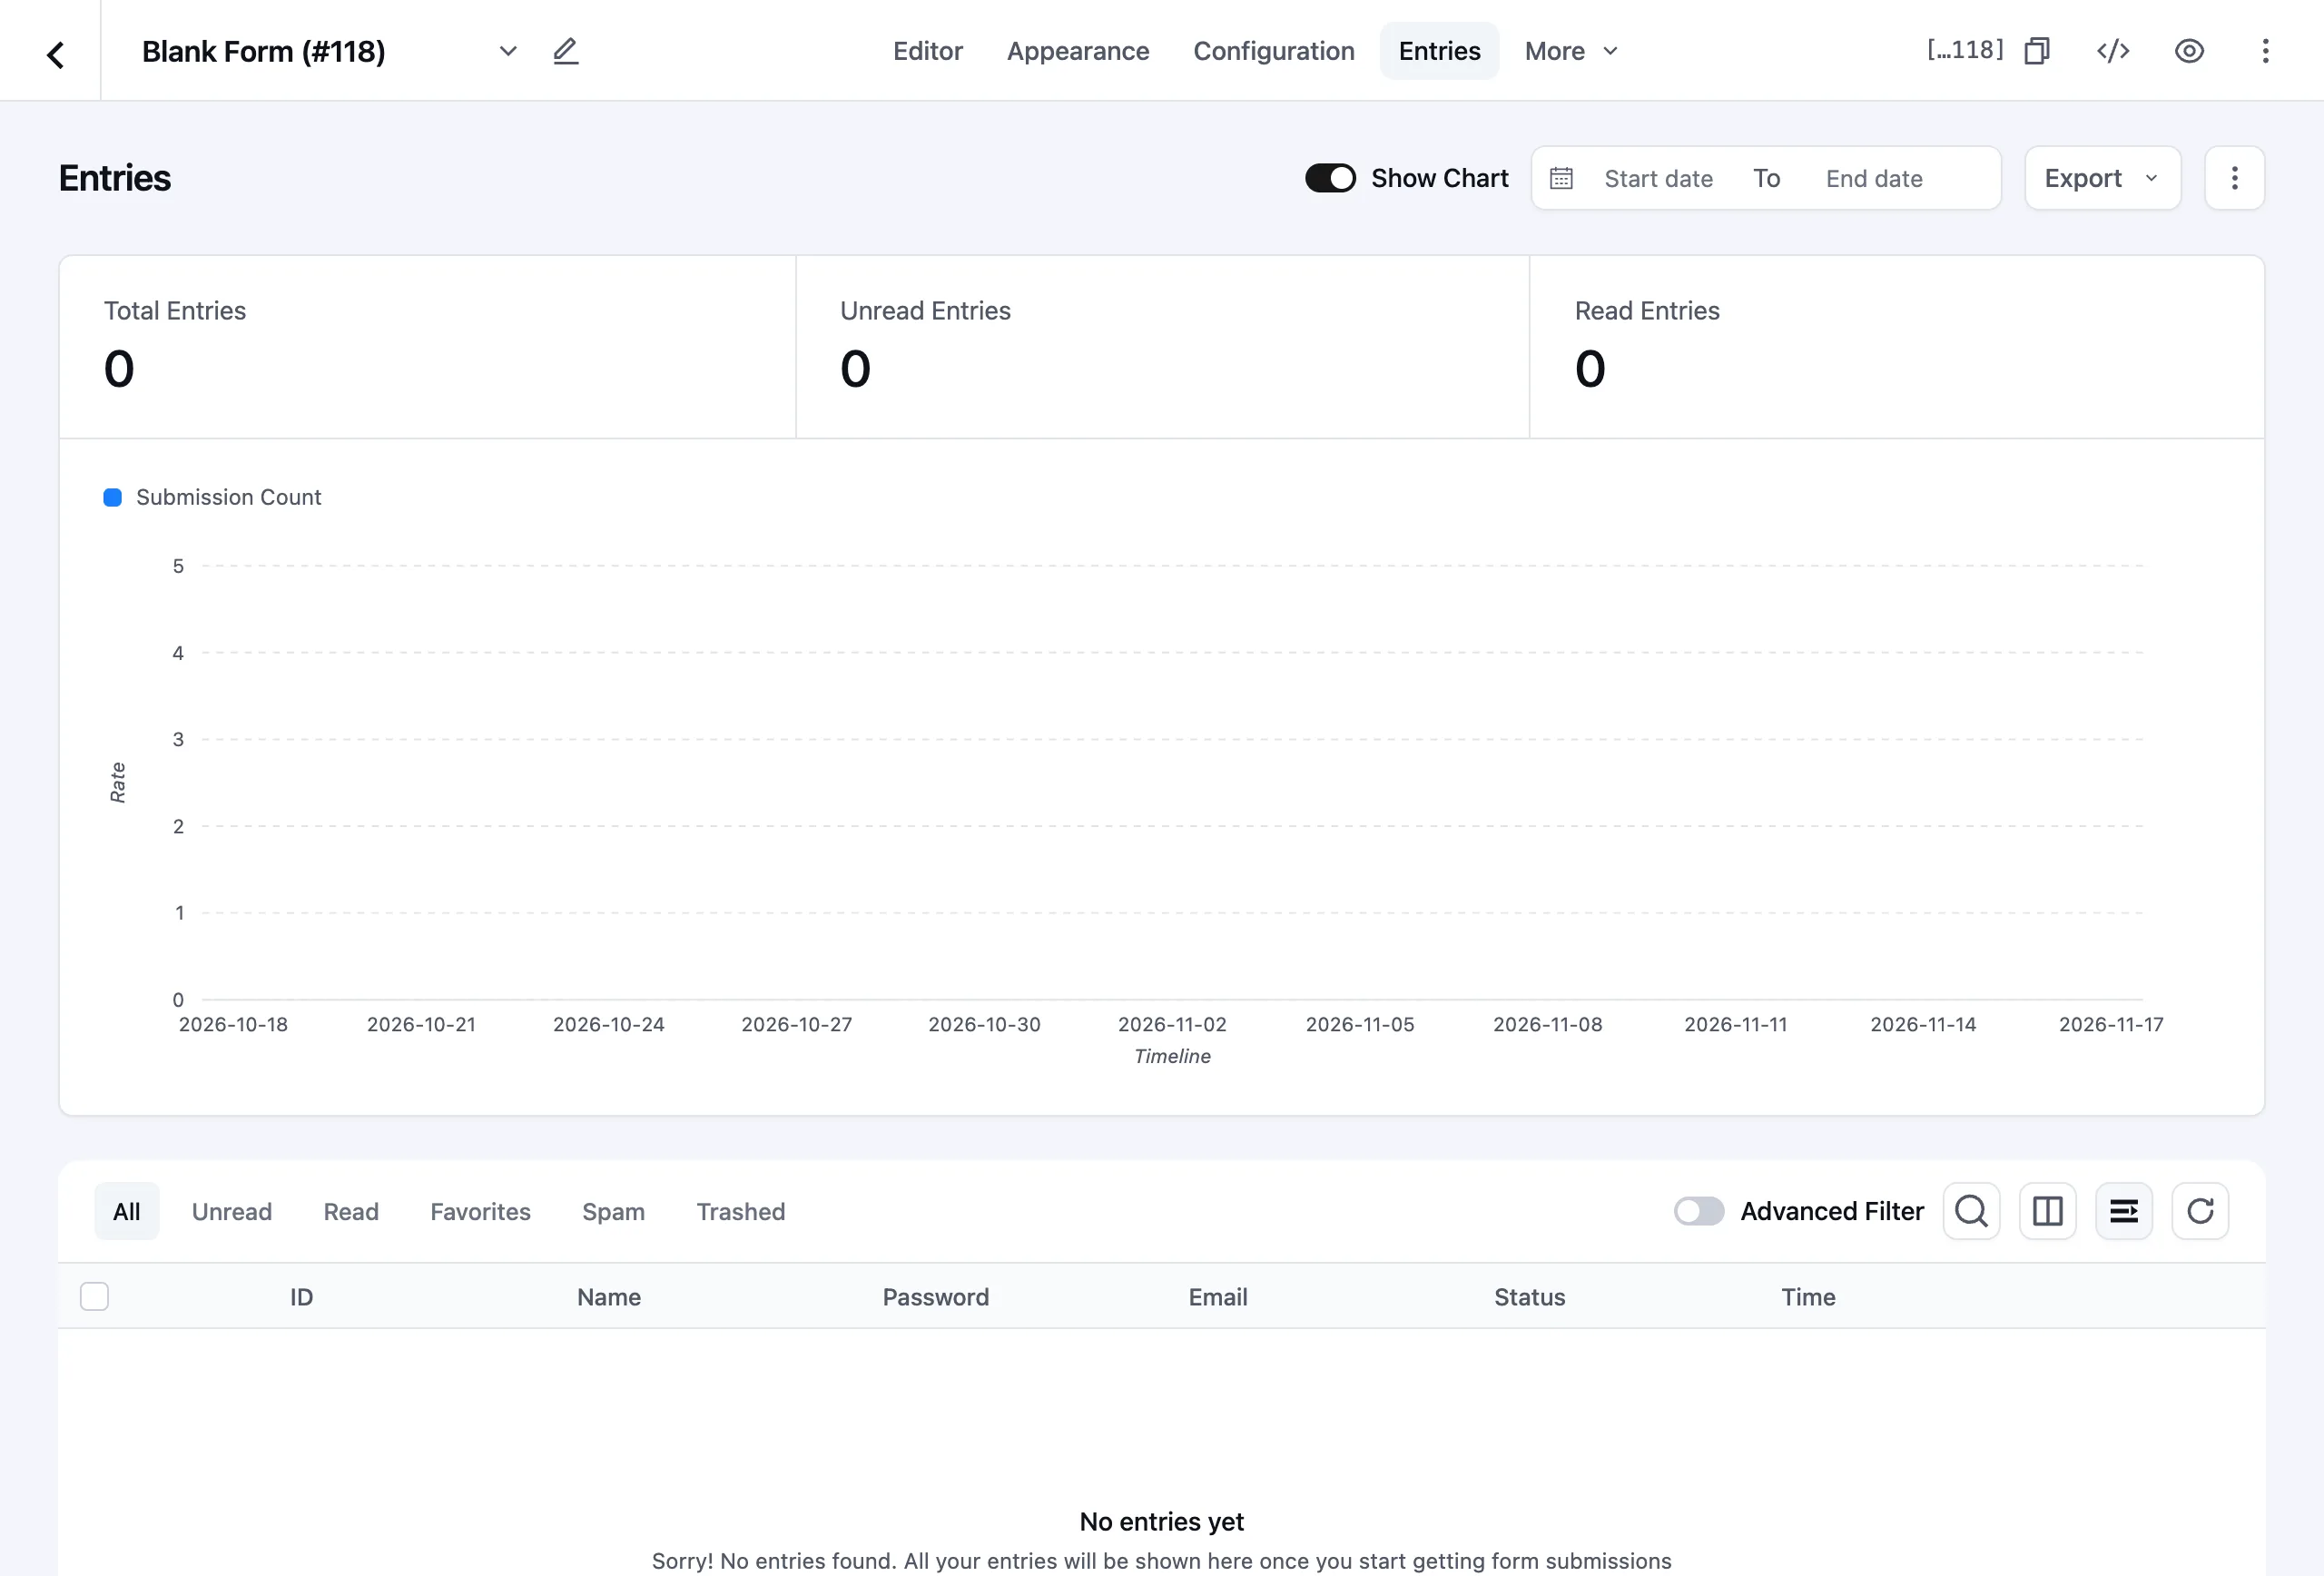 Blank Form (#118)
Editor
Appearance
Configuration
Entries
More
[...118]
Entries
Show Chart
Start date
To
End date
Export
Total Entries
0
Unread Entries
0
Read Entries
0
Submission Count
5
4
3
2
1
0
Rate
2026-10-18
2026-10-21
2026-10-24
2026-10-27
2026-10-30
2026-11-02
2026-11-05
2026-11-08
2026-11-11
2026-11-14
2026-11-17
Timeline
All
Unread
Read
Favorites
Spam
Trashed
Advanced Filter
ID
Name
Password
Email
Status
Time
No entries yet
Sorry! No entries found. All your entries will be shown here once you start getting form submissions